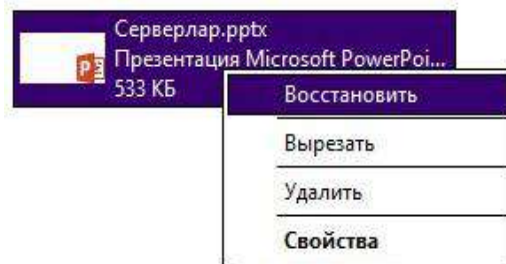 Серверлар.pptx
Презентация Microsoft PowerPoi...
533 КБ
Восстановить
Вырезать
Удалить
Свойства